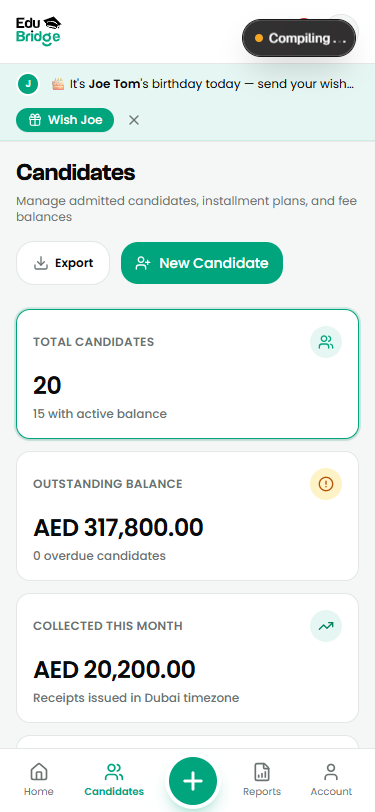 Edu
Bridge
Compiling ...
J
It's Joe Tom's birthday today — send your wish...
Wish Joe
Candidates
Manage admitted candidates, installment plans, and fee
balances
Export
New Candidate
TOTAL CANDIDATES
20
15 with active balance
OUTSTANDING BALANCE
AED 317,800.00
0 overdue candidates
COLLECTED THIS MONTH
AED 20,200.00
Receipts issued in Dubai timezone
Home
Candidates
Reports
Account